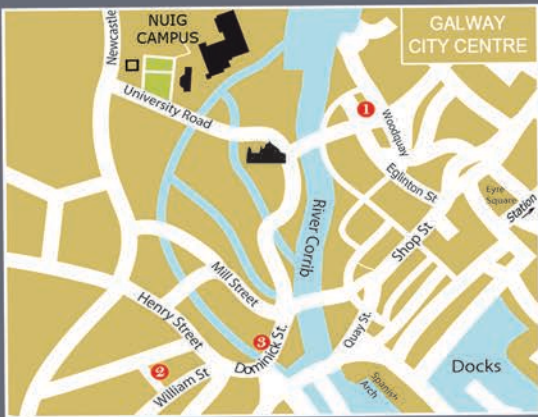 NUIG
CAMPUS
GALWAY
CITY CENTRE
Newcastle
University Road
1
Woodquay
Eglinton St
Eyre
Square
Station
River Corrib
Shop St
Mill Street
Henry Street
Quay St.
3
Dominick St.
2
William St
Spanish
Arch
Docks